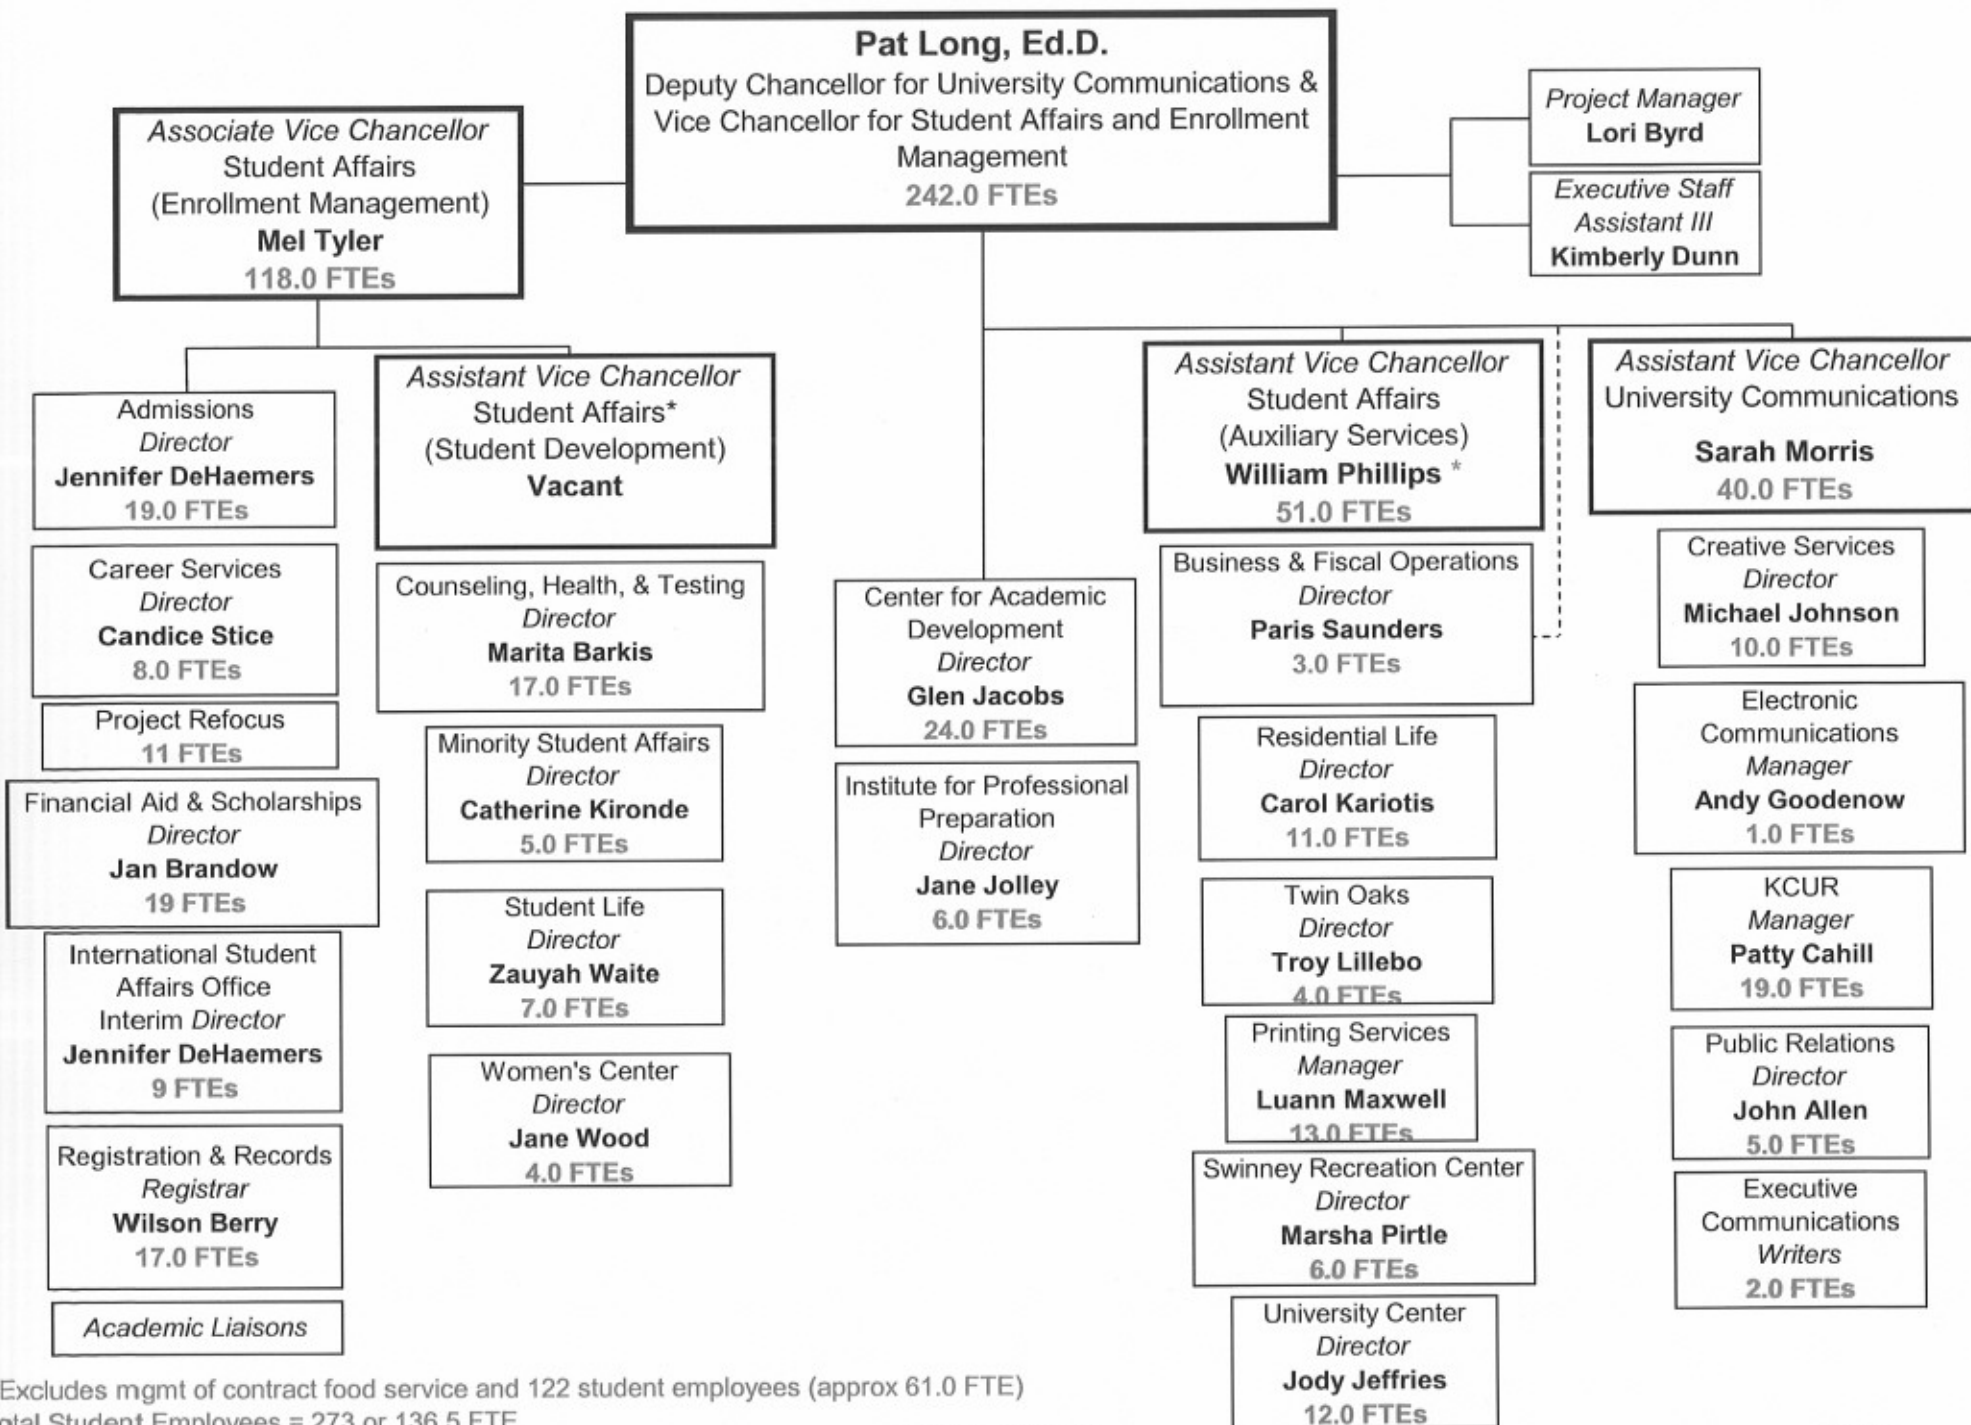 Pat Long, Ed.D.
Deputy Chancellor for University Communications &
Vice Chancellor for Student Affairs and Enrollment
Management
242.0 FTEs
Project Manager
Lori Byrd
Executive Staff
Assistant III
Kimberly Dunn
Associate Vice Chancellor
Student Affairs
(Enrollment Management)
Mel Tyler
118.0 FTEs
Admissions
Director
Jennifer DeHaemers
19.0 FTEs
Career Services
Director
Candice Stice
8.0 FTEs
Project Refocus
11 FTEs
Financial Aid & Scholarships
Director
Jan Brandow
19 FTEs
International Student
Affairs Office
Interim Director
Jennifer DeHaemers
9 FTEs
Registration & Records
Registrar
Wilson Berry
17.0 FTEs
Academic Liaisons
Assistant Vice Chancellor
Student Affairs*
(Student Development)
Vacant
Counseling, Health, & Testing
Director
Marita Barkis
17.0 FTEs
Minority Student Affairs
Director
Catherine Kironde
5.0 FTEs
Student Life
Director
Zauyah Waite
7.0 FTEs
Women's Center
Director
Jane Wood
4.0 FTEs
Center for Academic
Development
Director
Glen Jacobs
24.0 FTEs
Institute for Professional
Preparation
Director
Jane Jolley
6.0 FTEs
Assistant Vice Chancellor
Student Affairs
(Auxiliary Services)
William Phillips *
51.0 FTEs
Business & Fiscal Operations
Director
Paris Saunders
3.0 FTEs
Residential Life
Director
Carol Kariotis
11.0 FTEs
Twin Oaks
Director
Troy Lillebo
4.0 FTEs
Printing Services
Manager
Luann Maxwell
13.0 FTEs
Swinney Recreation Center
Director
Marsha Pirtle
6.0 FTEs
University Center
Director
Jody Jeffries
12.0 FTEs
Assistant Vice Chancellor
University Communications
Sarah Morris
40.0 FTEs
Creative Services
Director
Michael Johnson
10.0 FTEs
Electronic
Communications
Manager
Andy Goodenow
1.0 FTEs
KCUR
Manager
Patty Cahill
19.0 FTEs
Public Relations
Director
John Allen
5.0 FTEs
Executive
Communications
Writers
2.0 FTEs
Excludes mgmt of contract food service and 122 student employees (approx 61.0 FTE)
Student Employees = 273 or 136.5 FTE